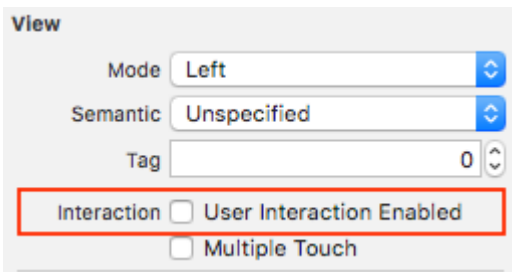 View
Mode Left
Semantic Unspecified
Tag 0
Interaction User Interaction Enabled
Multiple Touch